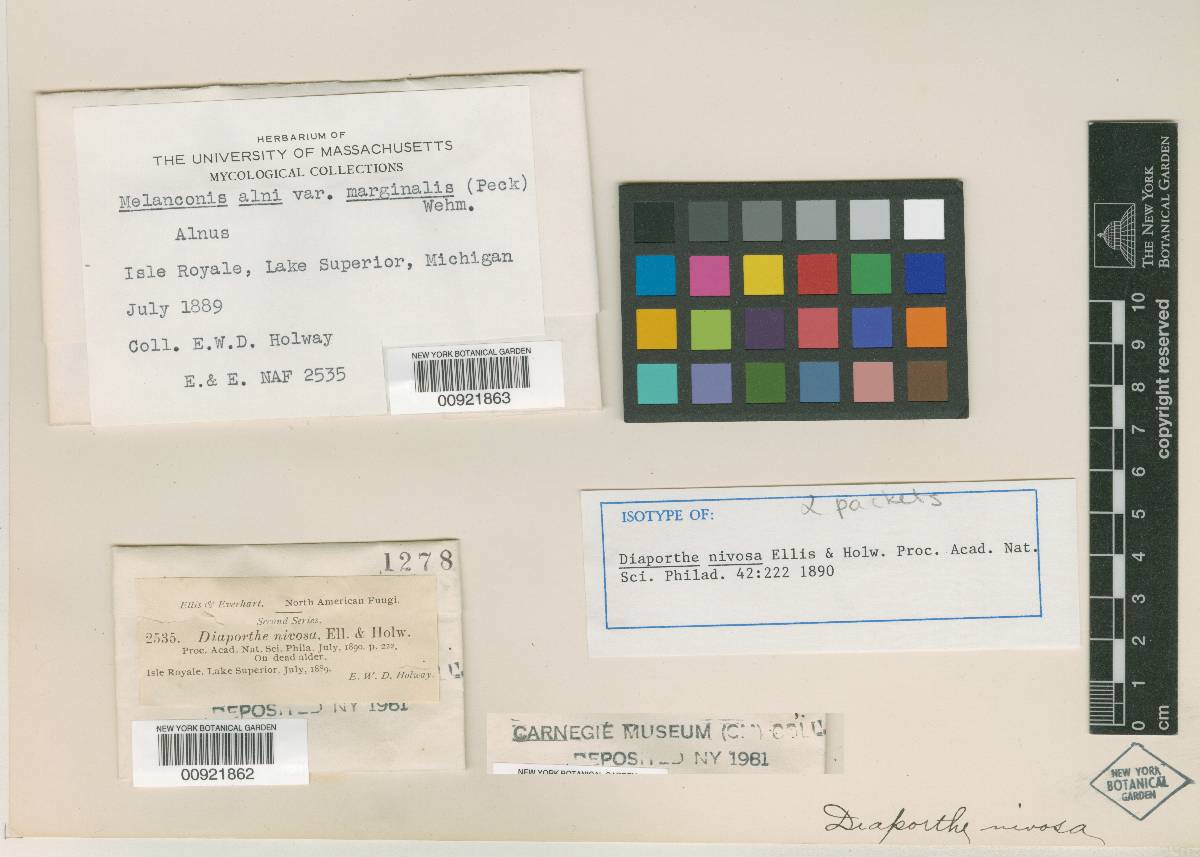 HERBARIUM OF
THE UNIVERSITY OF MASSACHUSETTS
MYCOLOGICAL COLLECTIONS
Melanconis alni var. marginalis (Peck)
Wehm.
Alnus
Isle Royale, Lake Superior, Michigan
July 1889
Coll. E.W.D. Holway
E.& E. NAF 2535
NEW YORK BOTANICAL GARDEN
00921863
THE NEW YORK
BOTANICAL GARDEN
copyright reserved
10
9
8
7
6
5
4
3
2
1
0
cm
2 packets
ISOTYPE OF:
Diaporthe nivosa Ellis & Holw. Proc. Acad. Nat.
Sci. Philad. 42:222 1890
1278
Ellis & Everhart. North American Fungi.
Second Series.
2535. Diaporthe nivosa, Ell. & Holw.
Proc. Acad. Nat. Sci. Phila. July, 1890. p. 222.
On dead alder.
Isle Royale, Lake Superior, July, 1889.
E. W. D. Holway.
DEPOSITED NY 1981
NEW YORK BOTANICAL GARDEN
00921862
CARNEGIE MUSEUM (CM)
DEPOSITED NY 1981
NEW YORK BOTANICAL GARDEN
NEW YORK
BOTANICAL
GARDEN
Diaporthe nivosa